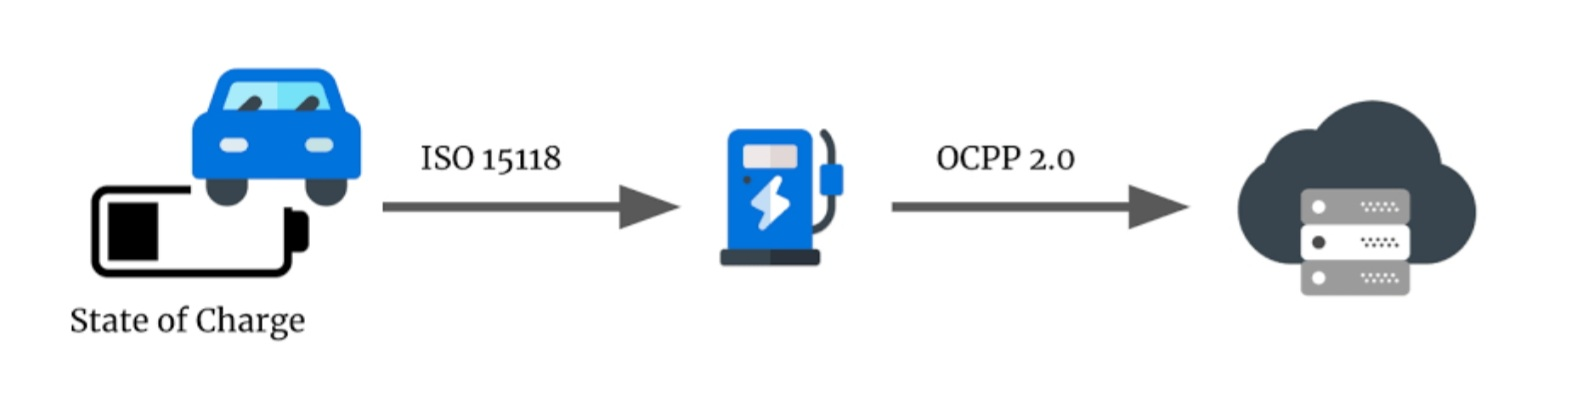 ISO 15118
OCPP 2.0
State of Charge